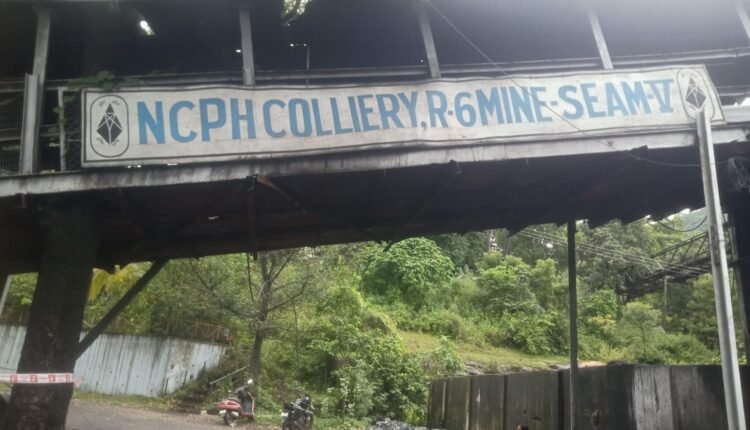 NCPH COLLIERY, R-6 MINE-SEAM-V